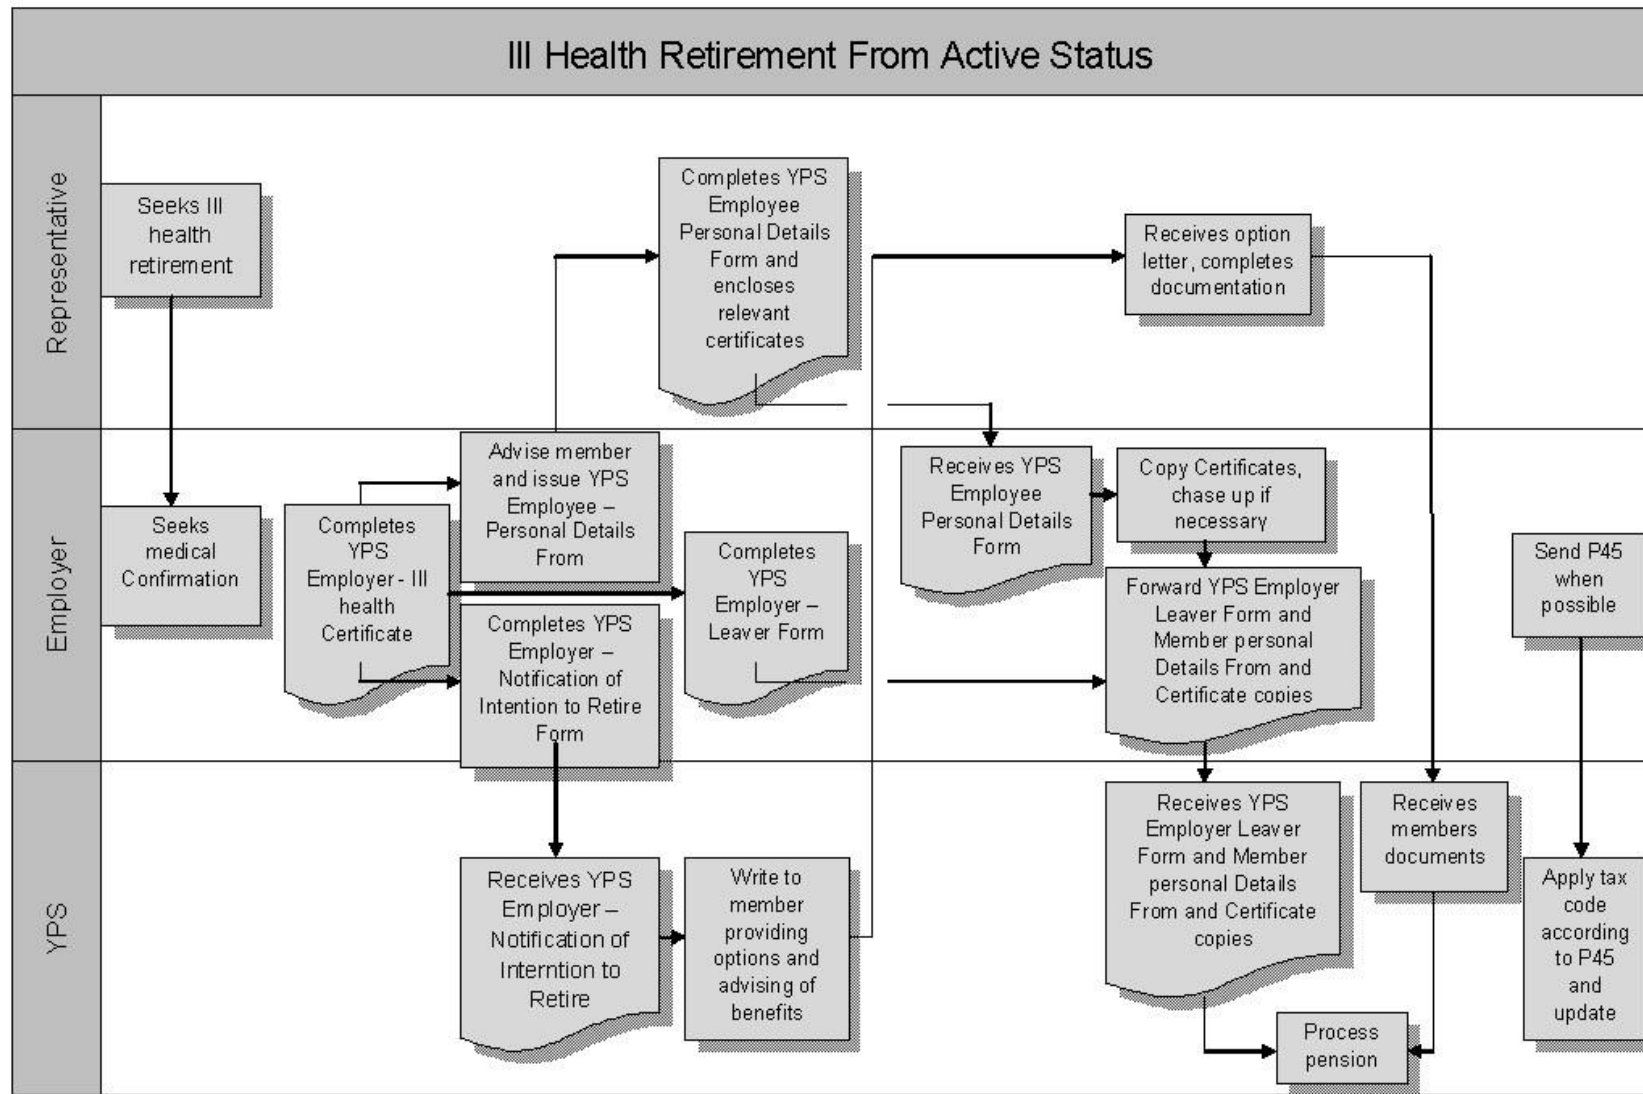 Ill Health Retirement From Active Status
Representative
Seeks Ill
health
retirement
Completes YPS
Employee
Personal Details
Form and
encloses
relevant
certificates
Receives option
letter, completes
documentation
Employer
Seeks
medical
Confirmation
Completes
YPS
Employer - Ill
health
Certificate
Advise member
and issue YPS
Employee –
Personal Details
From
Completes YPS
Employer –
Notification of
Intention to Retire
Form
Completes
YPS
Employer –
Leaver Form
Receives YPS
Employee
Personal Details
Form
Copy Certificates,
chase up if
necessary
Forward YPS Employer
Leaver Form and
Member personal
Details From and
Certificate copies
Send P45
when
possible
YPS
Receives YPS
Employer –
Notification of
Interntion to
Retire
Write to
member
providing
options and
advising of
benefits
Receives YPS
Employer Leaver
Form and Member
personal Details
From and Certificate
copies
Receives
members
documents
Process
pension
Apply tax
code
according
to P45
and
update